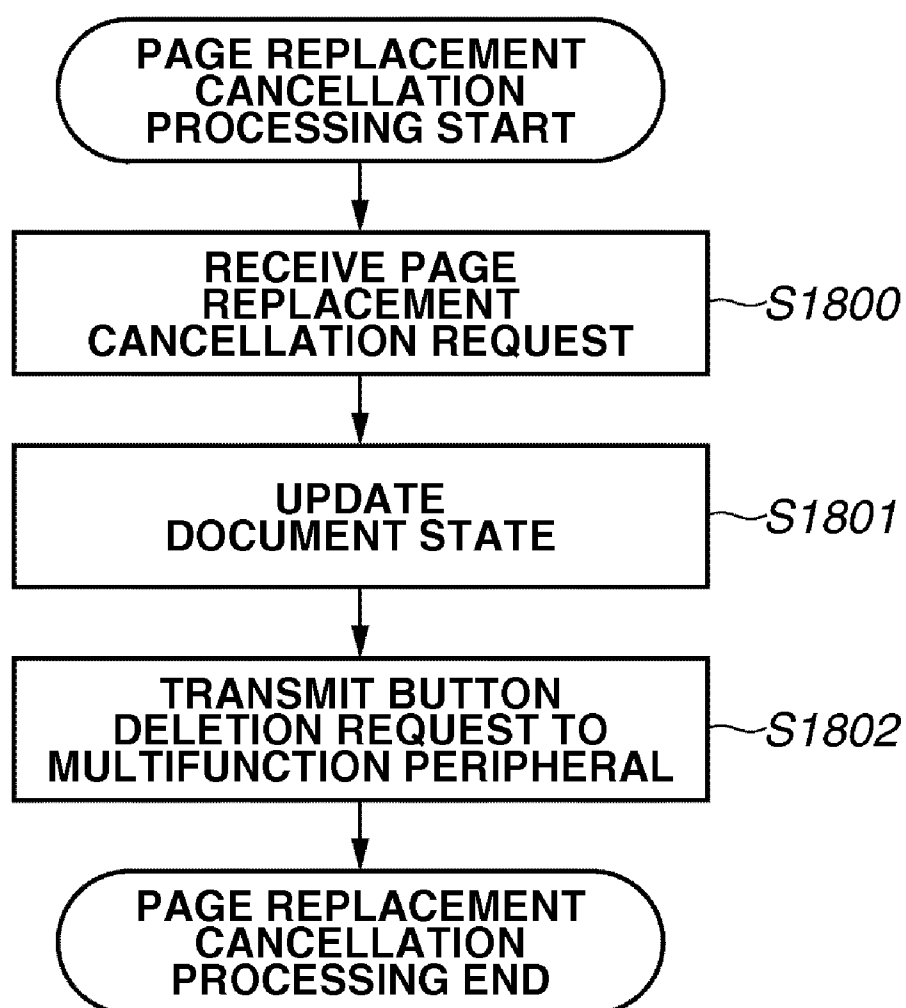 PAGE REPLACEMENT
CANCELLATION
PROCESSING START
RECEIVE PAGE
REPLACEMENT
CANCELLATION REQUEST
S1800
UPDATE
DOCUMENT STATE
S1801
TRANSMIT BUTTON
DELETION REQUEST TO
MULTIFUNCTION PERIPHERAL
S1802
PAGE REPLACEMENT
CANCELLATION
PROCESSING END